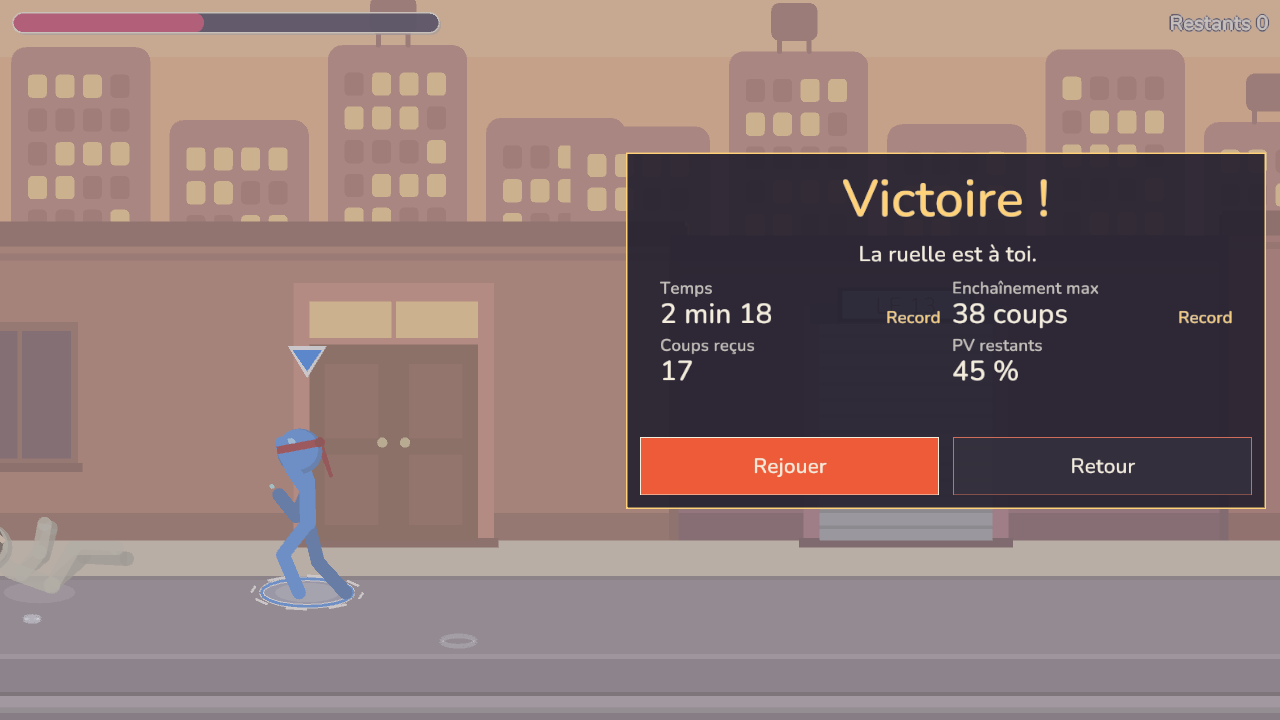 Restants 0
Victoire !
La ruelle est à toi.
Temps
2 min 18
Record
Enchaînement max
38 coups
Record
Coups reçus
17
PV restants
45 %
Rejouer
Retour